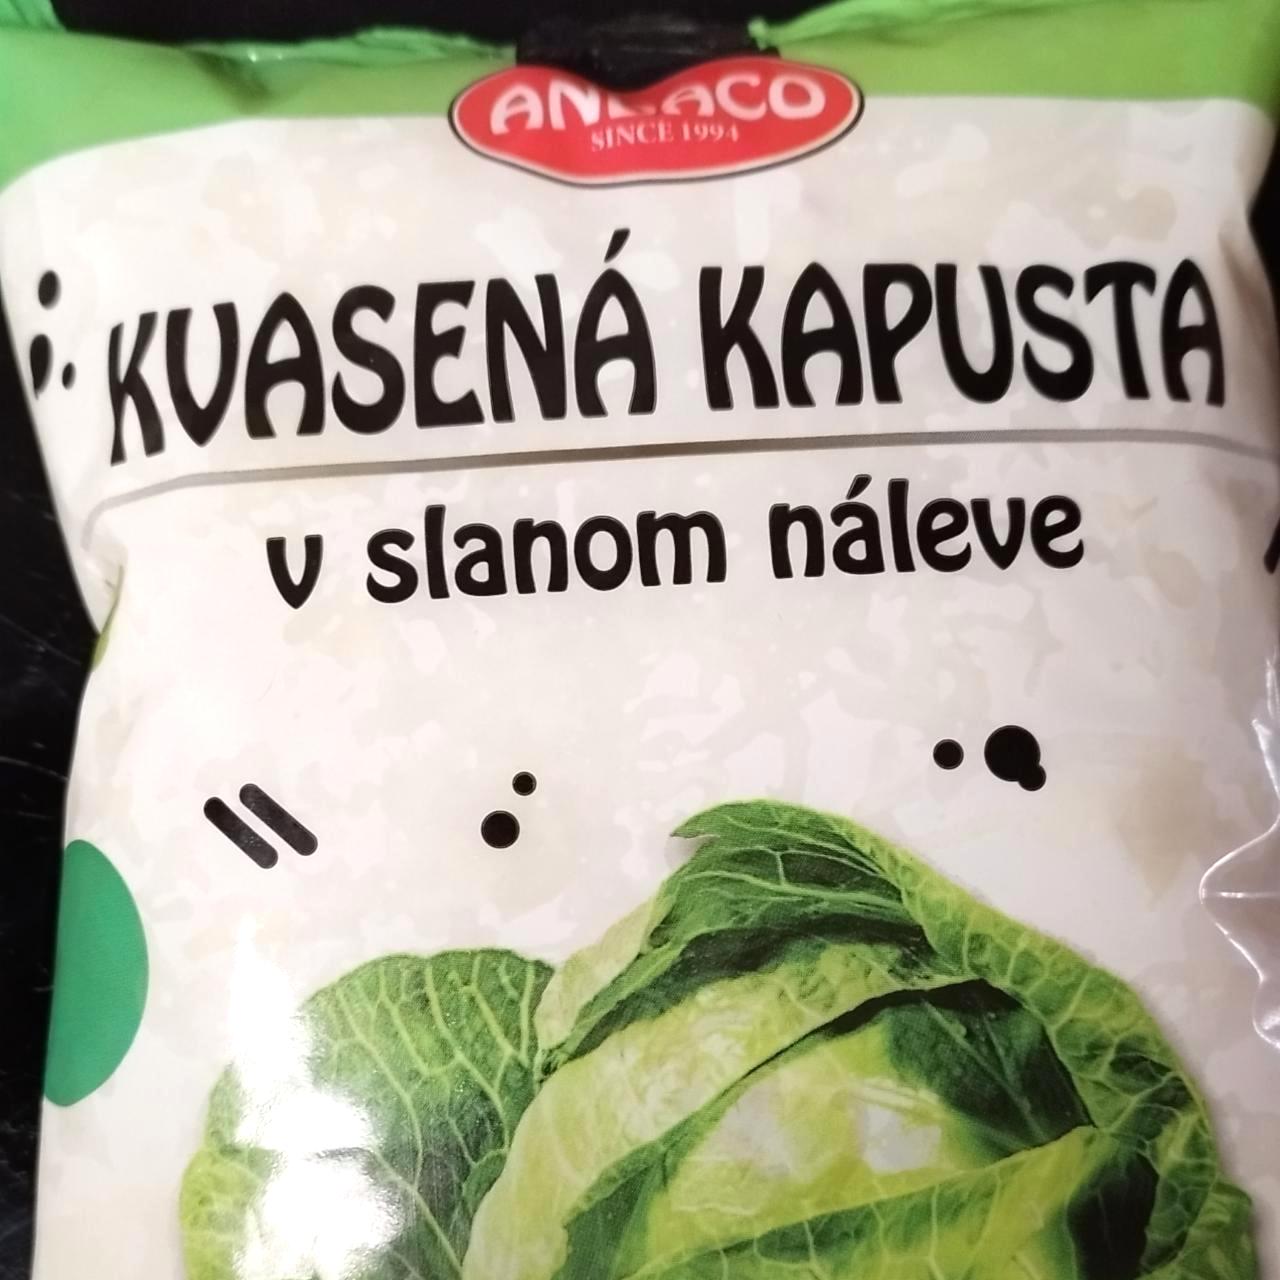 SINCE 1994
KVASENÁ KAPUSTA
v slanom náleve